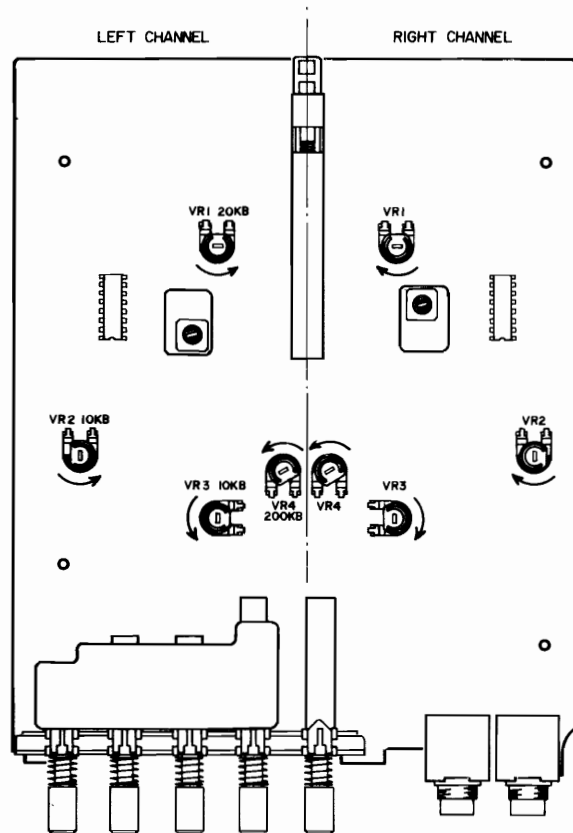 LEFT CHANNEL
RIGHT CHANNEL
VR1 20KB
VR1
VR2 10KB
VR2
VR3 10KB
VR4
200KB
VR4
VR3